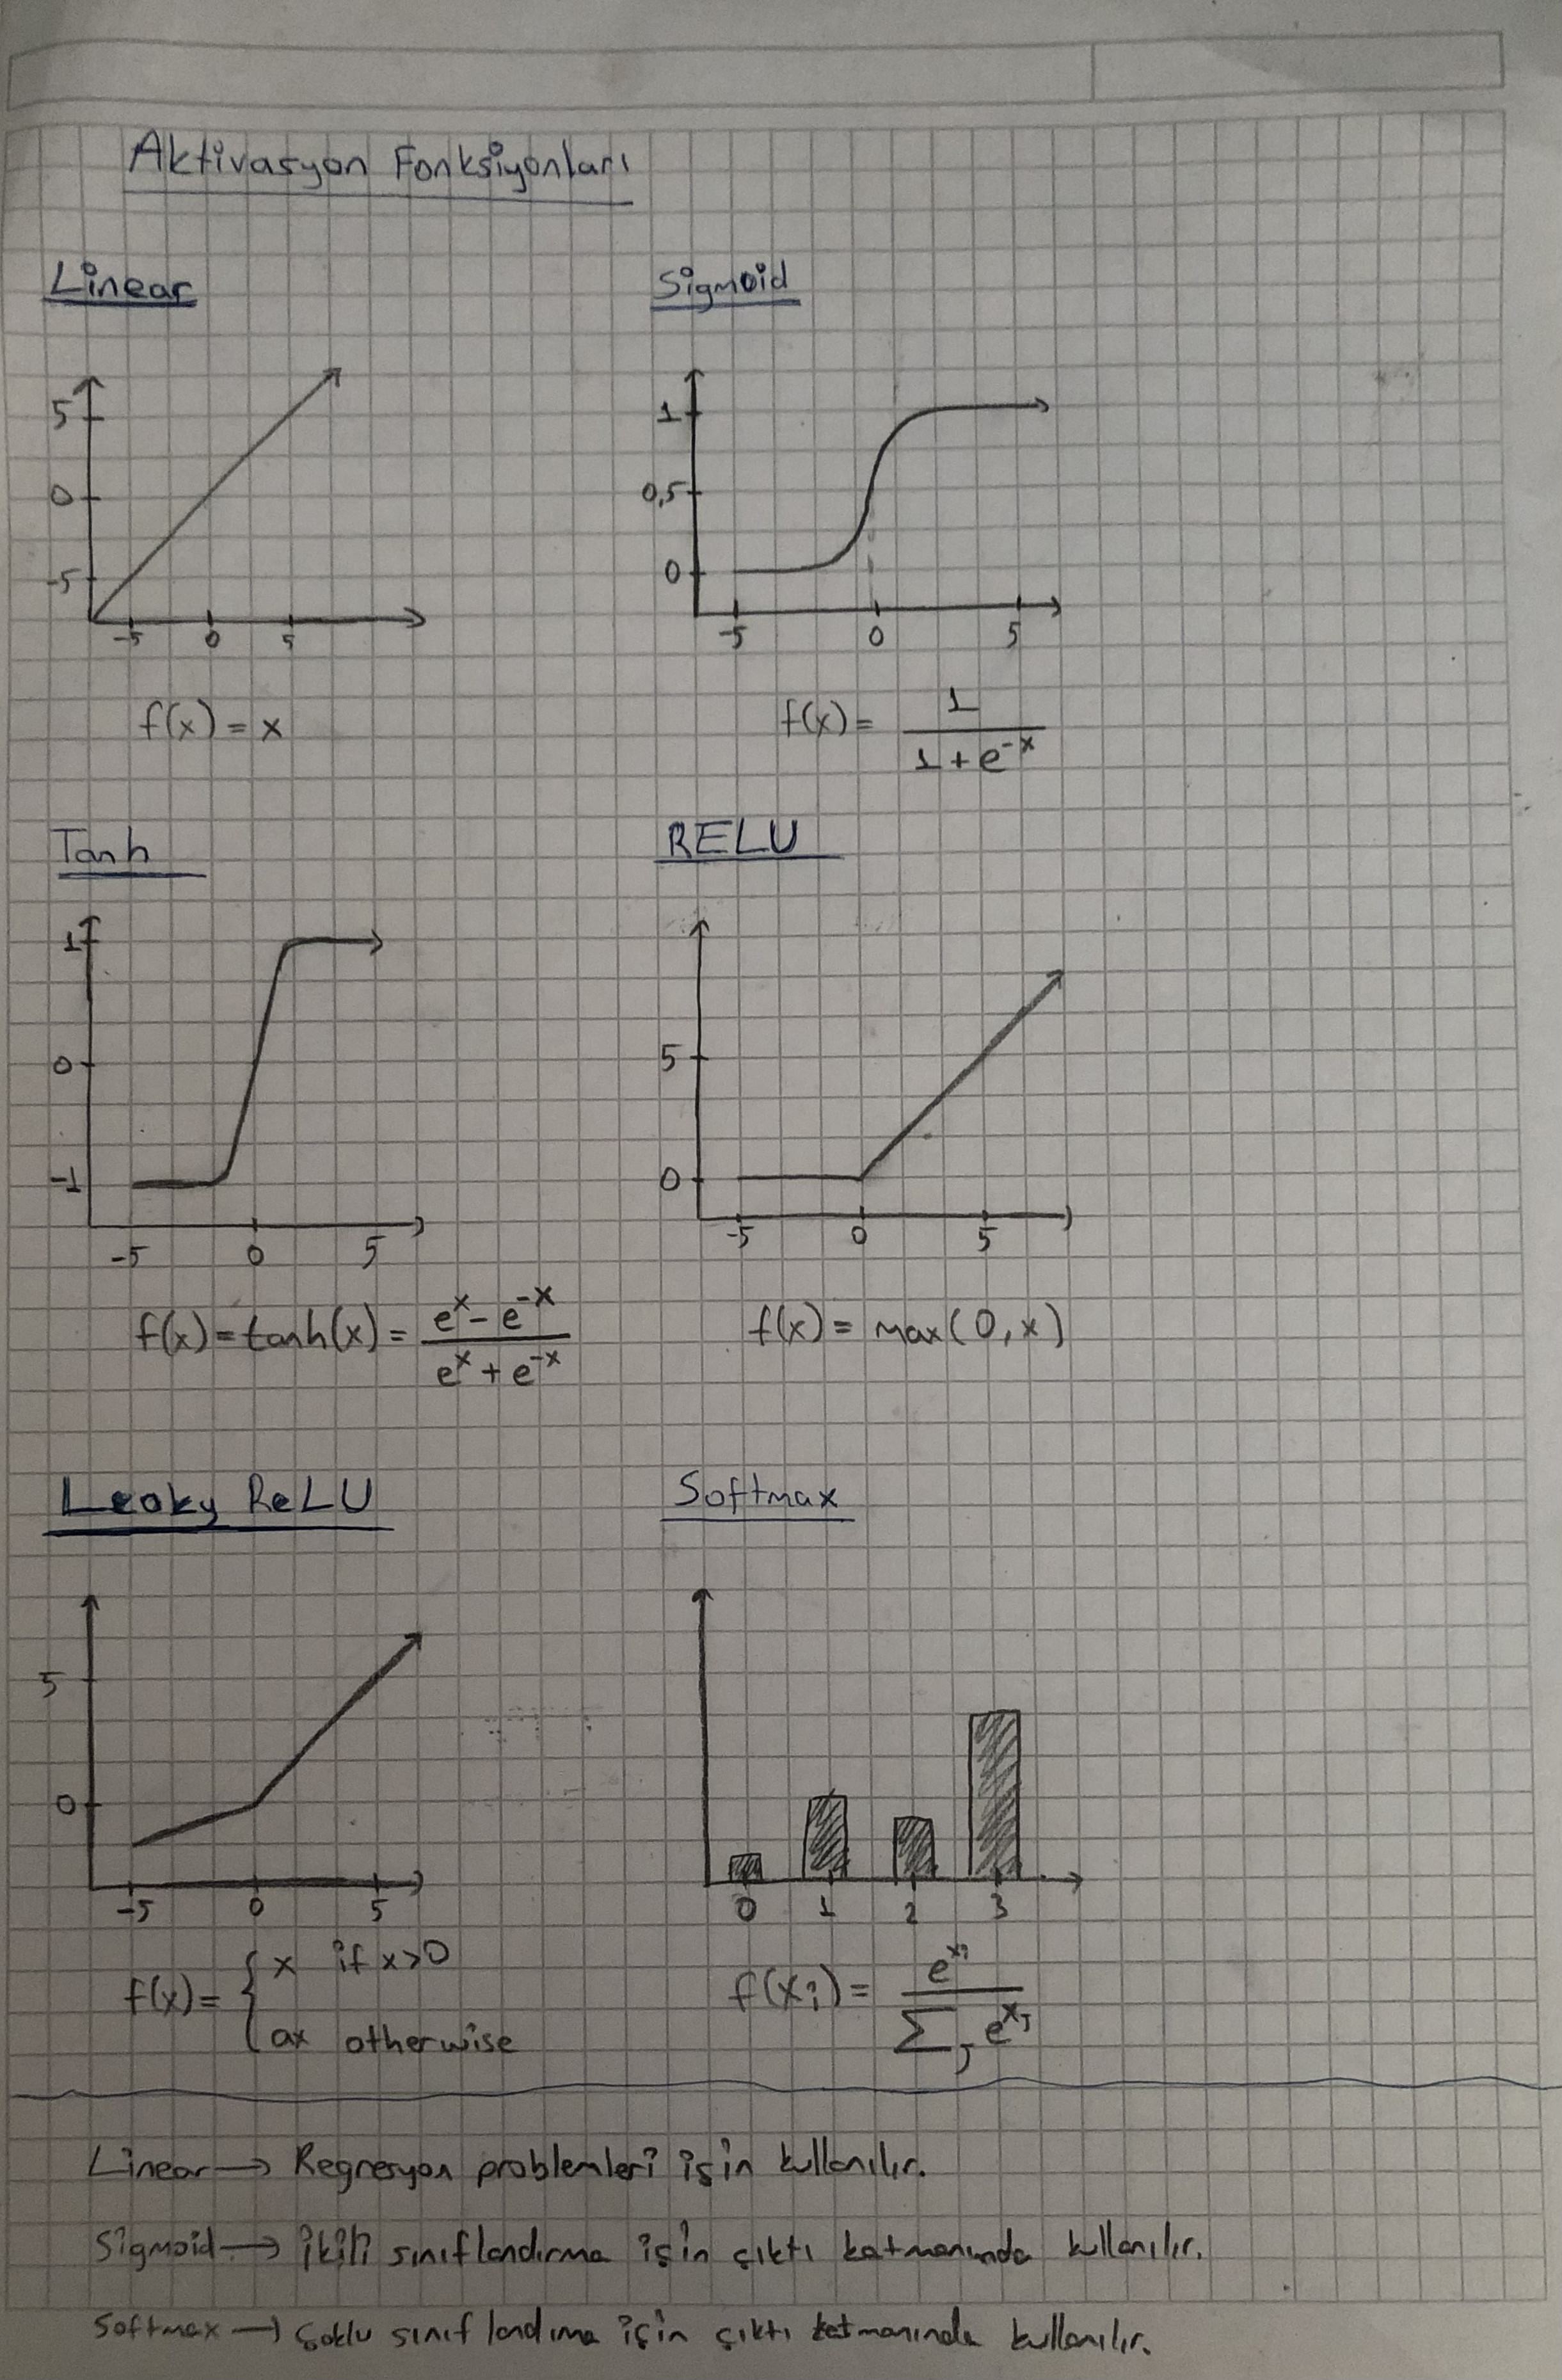 Aktivasyon Fonksiyonları
Linear
5
0
-5
-5 0 5
f(x) = x
Sigmoid
1
0,5
0
-5 0 5
f(x) = 1 / (1 + e^-x)
Tanh
1
0
-1
-5 0 5
f(x) = tanh(x) = (e^x - e^-x) / (e^x + e^-x)
RELU
5
0
-5 0 5
f(x) = max(0, x)
Leaky ReLU
5
0
-5 0 5
f(x) = { x if x>0
ax otherwise
Softmax
0 1 2 3
f(xi) = e^xi / ∑j e^xj
Linear → Regresyon problemleri için kullanılır.
Sigmoid → İkili sınıflandırma için çıktı katmanında kullanılır.
Softmax → Çoklu sınıflandırma için çıktı katmanında kullanılır.